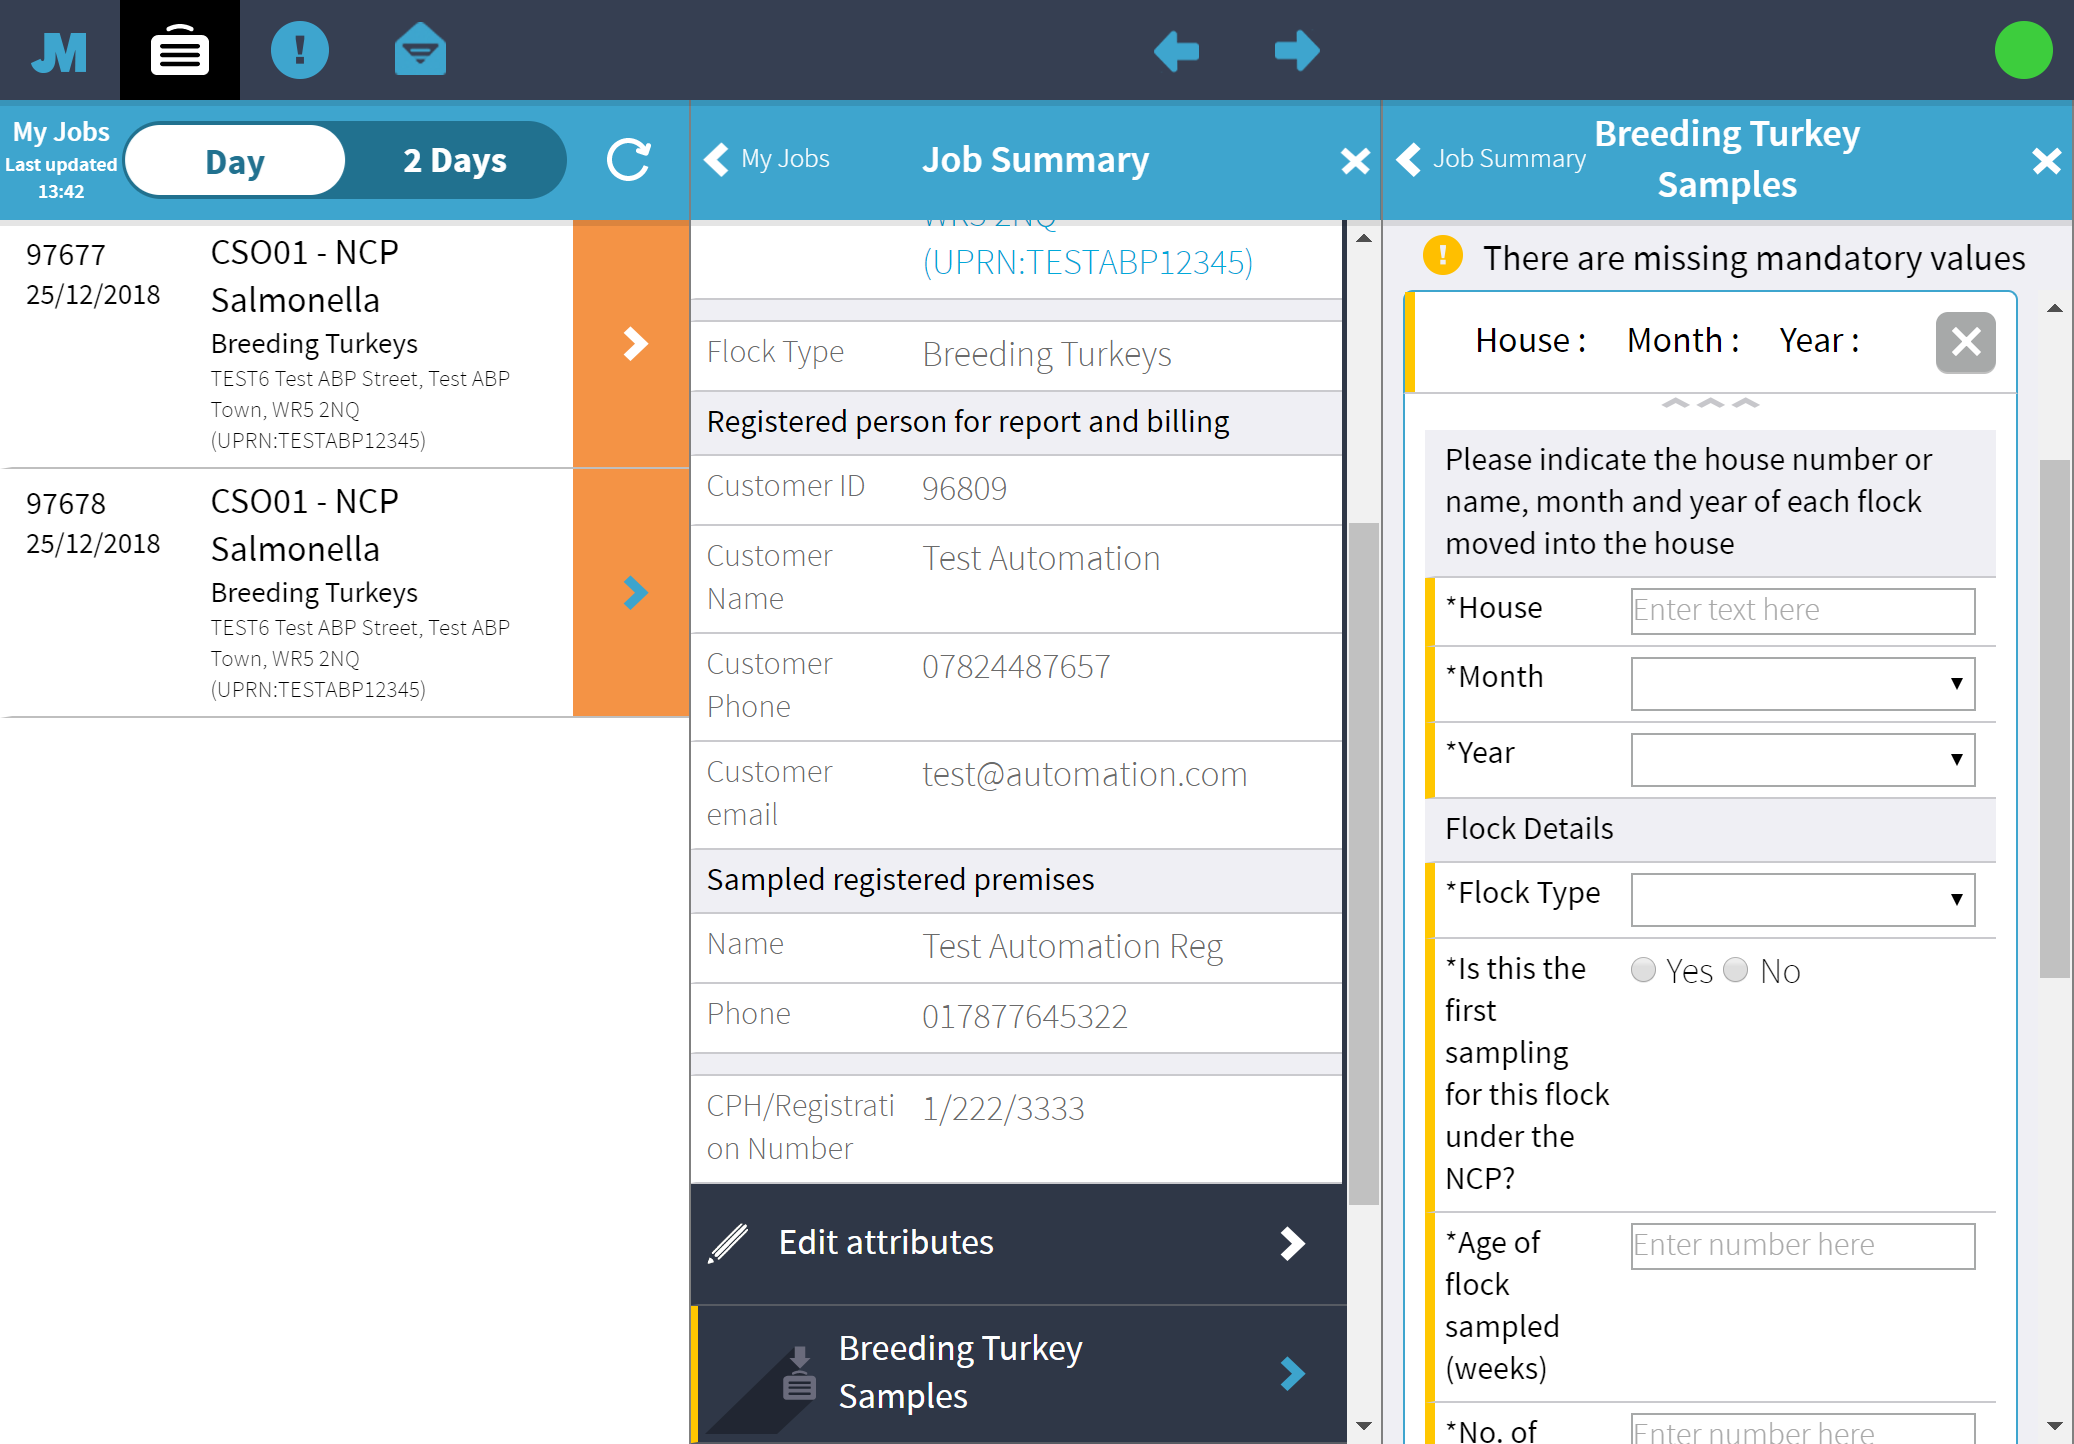 JM
!
My Jobs
Last updated
13:42
Day
2 Days
97677
25/12/2018
CSO01 - NCP
Salmonella
Breeding Turkeys
TEST6 Test ABP Street, Test ABP
Town, WR5 2NQ
(UPRN:TESTABP12345)
97678
25/12/2018
CSO01 - NCP
Salmonella
Breeding Turkeys
TEST6 Test ABP Street, Test ABP
Town, WR5 2NQ
(UPRN:TESTABP12345)
My Jobs
Job Summary
WR5 2NQ
(UPRN:TESTABP12345)
Flock Type
Breeding Turkeys
Registered person for report and billing
Customer ID
96809
Customer
Name
Test Automation
Customer
Phone
07824487657
Customer
email
test@automation.com
Sampled registered premises
Name
Test Automation Reg
Phone
017877645322
CPH/Registrati
on Number
1/222/3333
Edit attributes
Breeding Turkey
Samples
Job Summary
Breeding Turkey
Samples
! There are missing mandatory values
House : Month : Year :
Please indicate the house number or
name, month and year of each flock
moved into the house
*House
Enter text here
*Month
*Year
Flock Details
*Flock Type
*Is this the
first
sampling
for this flock
under the
NCP?
Yes No
*Age of
flock
sampled
(weeks)
Enter number here
*No. of
Enter number here